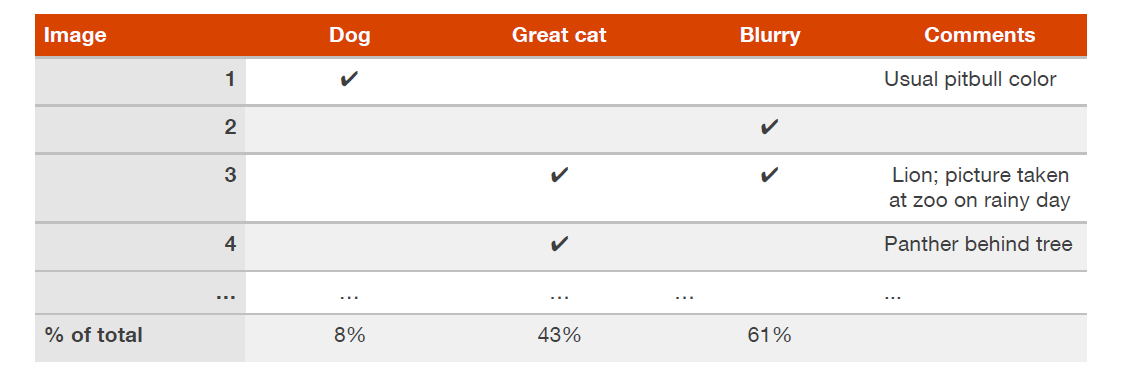 Image Dog Great cat Blurry Comments
1 ✔ Usual pitbull color
2 ✔
3 ✔ ✔ Lion; picture taken
at zoo on rainy day
4 ✔ Panther behind tree
… … … … ...
% of total 8% 43% 61%